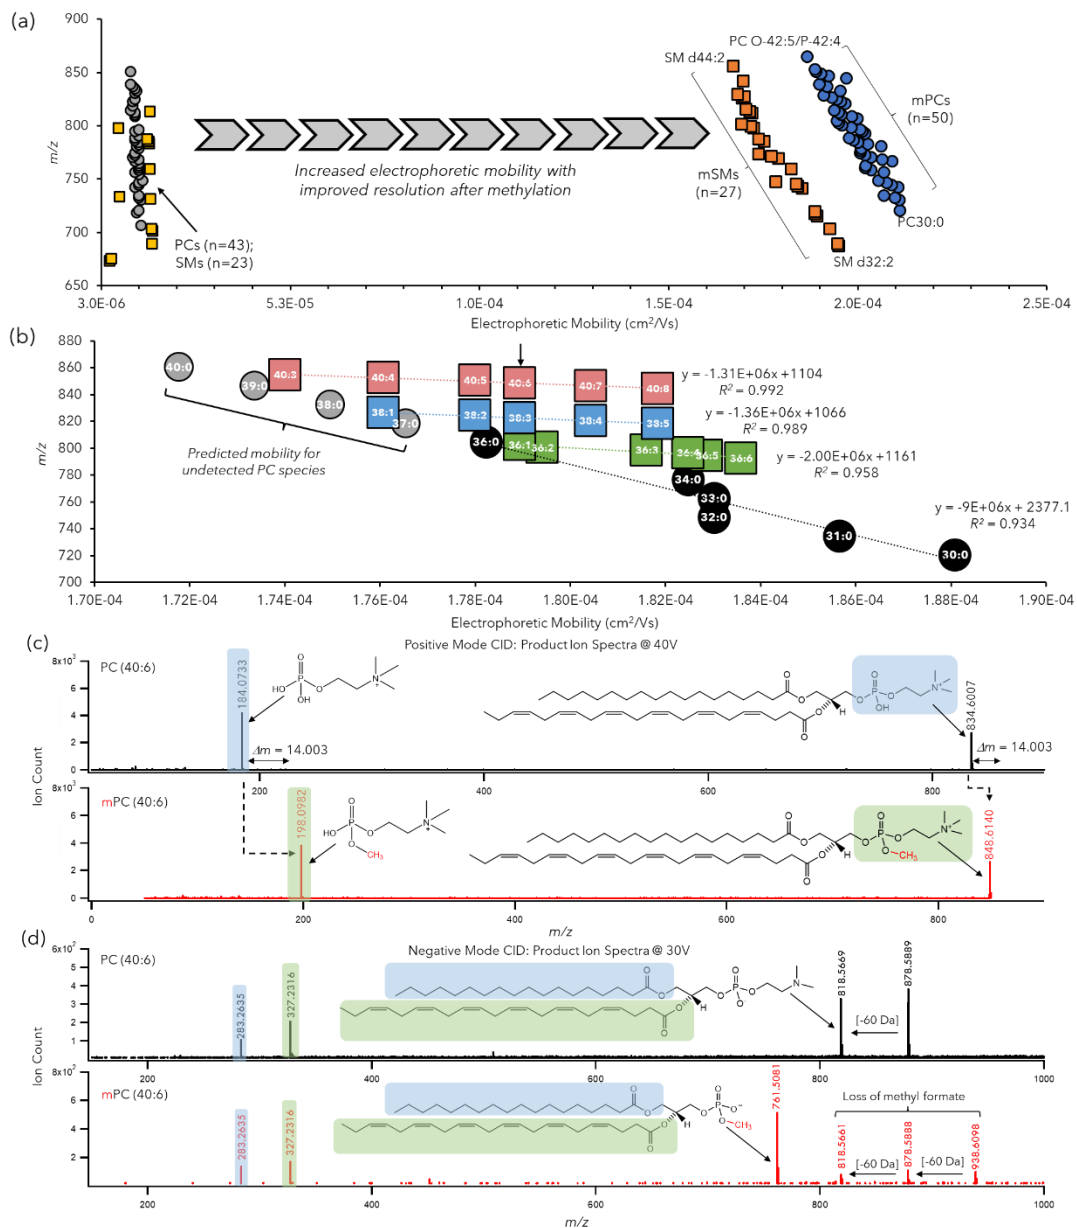 (a)
900
850
800
750
700
650
m/z
SM d44:2
PC O-42:5/P-42:4
mPCs
(n=50)
Increased electrophoretic mobility with
improved resolution after methylation
mSMs
(n=27)
PCs (n=43);
SMs (n=23)
PC30:0
SM d32:2
3.0E-06
5.3E-05
1.0E-04
1.5E-04
2.0E-04
2.5E-04
Electrophoretic Mobility (cm²/Vs)
(b)
880
860
840
820
800
780
760
740
720
700
m/z
40:0
39:0
38:0
37:0
40:3
40:4
40:5
40:6
40:7
40:8
y = -1.31E+06x + 1104
R² = 0.992
38:1
38:2
38:3
38:4
38:5
y = -1.36E+06x + 1066
R² = 0.989
36:0
36:1
36:2
36:3
36:4
36:5
36:6
y = -2.00E+06x + 1161
R² = 0.958
Predicted mobility for
undetected PC species
34:0
33:0
32:0
31:0
30:0
y = -9E+06x + 2377.1
R² = 0.934
1.70E-04
1.72E-04
1.74E-04
1.76E-04
1.78E-04
1.80E-04
1.82E-04
1.84E-04
1.86E-04
1.88E-04
1.90E-04
Electrophoretic Mobility (cm²/Vs)
(c)
Positive Mode CID: Product Ion Spectra @ 40V
8x10³
6
4
2
0
PC (40:6)
184.0733
Δm = 14.003
834.6007
Δm = 14.003
200
400
600
800
Ion Count
8x10³
6
4
2
0
mPC (40:6)
198.0982
848.6140
0
200
400
600
800
m/z
(d)
Negative Mode CID: Product Ion Spectra @ 30V
6x10²
5
4
3
2
1
PC (40:6)
283.2635
327.2316
818.5669
[-60 Da]
878.5889
200
400
600
800
1000
Ion Count
8x10²
6
4
2
mPC (40:6)
283.2635
327.2316
761.5081
Loss of methyl formate
818.5661
[-60 Da]
878.5888
[-60 Da]
938.6098
200
400
600
800
1000
m/z